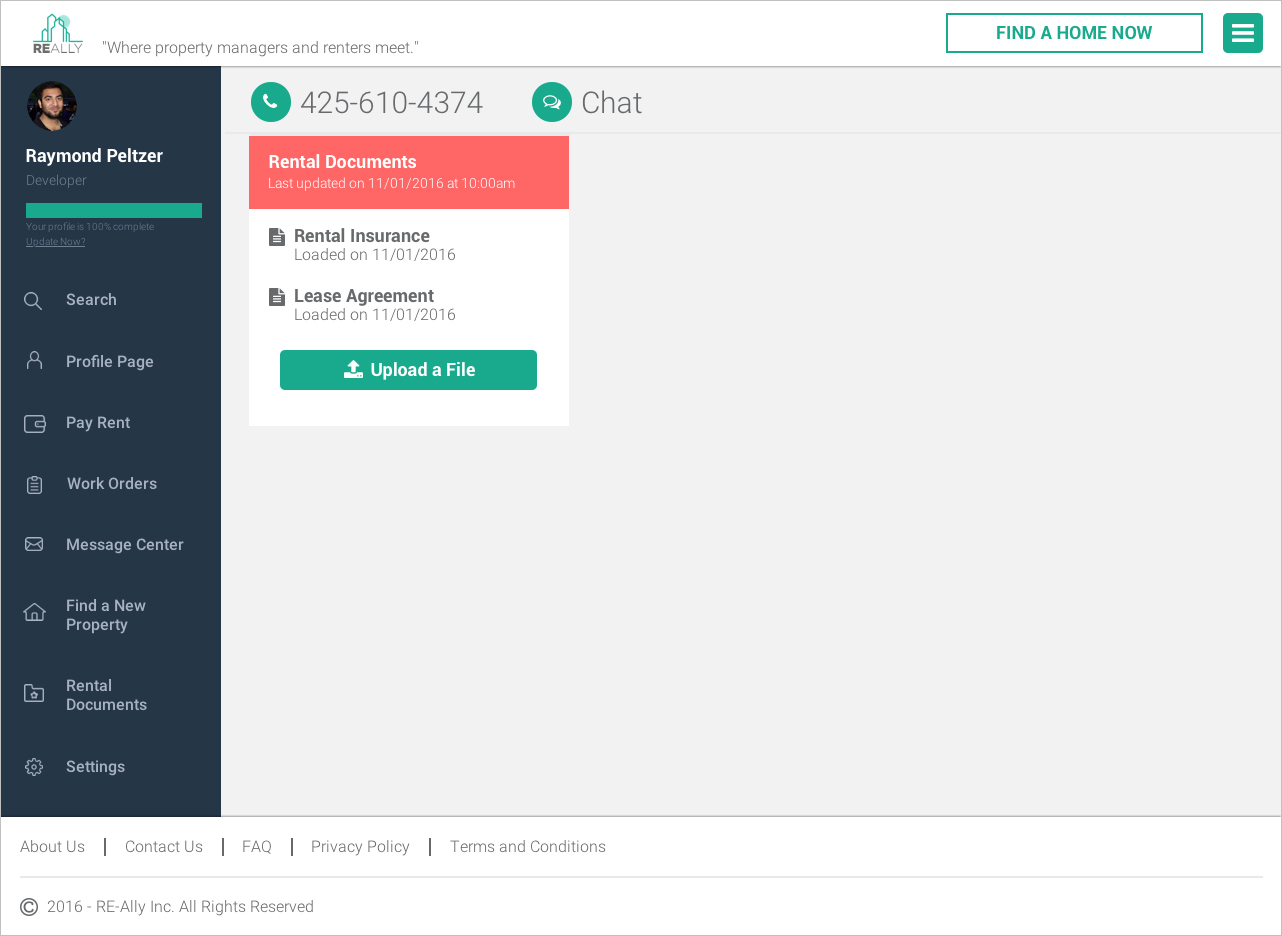 REALLY
"Where property managers and renters meet."
FIND A HOME NOW
Raymond Peltzer
Developer
Your profile is 100% complete
Update Now?
Search
Profile Page
Pay Rent
Work Orders
Message Center
Find a New
Property
Rental
Documents
Settings
425-610-4374
Chat
Rental Documents
Last updated on 11/01/2016 at 10:00am
Rental Insurance
Loaded on 11/01/2016
Lease Agreement
Loaded on 11/01/2016
Upload a File
About Us | Contact Us | FAQ | Privacy Policy | Terms and Conditions
© 2016 - RE-Ally Inc. All Rights Reserved